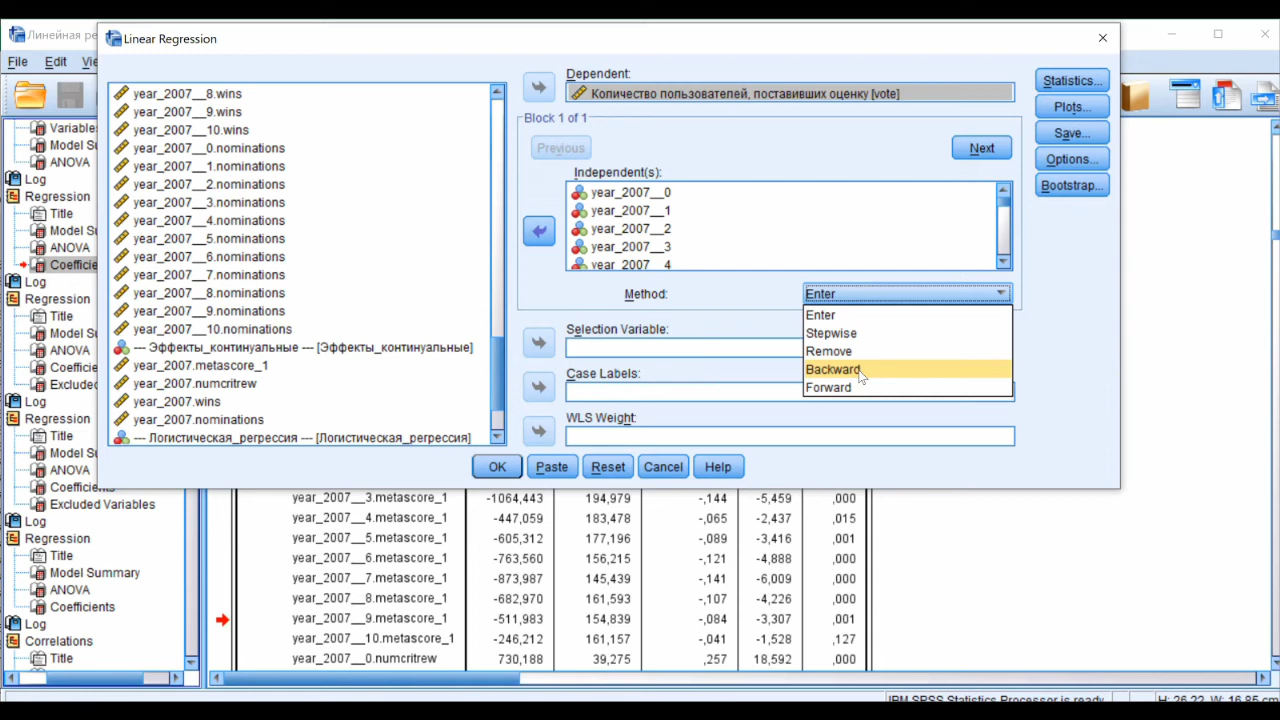 Линейная ре
Linear Regression
File Edit Vie
Variable
Model Su
ANOVA
Log
Regression
Title
Model Su
ANOVA
Coefficie
Log
Regression
Title
Model Su
ANOVA
Coefficie
Exclude
Log
Regression
Title
Model Su
ANOVA
Coefficients
Excluded Variables
Log
Regression
Title
Model Summary
ANOVA
Coefficients
Log
Correlations
Title
year_2007__8.wins
year_2007__9.wins
year_2007__10.wins
year_2007__0.nominations
year_2007__1.nominations
year_2007__2.nominations
year_2007__3.nominations
year_2007__4.nominations
year_2007__5.nominations
year_2007__6.nominations
year_2007__7.nominations
year_2007__8.nominations
year_2007__9.nominations
year_2007__10.nominations
--- Эффекты_континуальные --- [Эффекты_континуальные]
year_2007.metascore_1
year_2007.numcritrew
year_2007.wins
year_2007.nominations
--- Логистическая_регрессия --- [Логистическая_регрессия]
Dependent:
Количество пользователей, поставивших оценку [vote]
Block 1 of 1
Previous
Next
Independent(s):
year_2007__0
year_2007__1
year_2007__2
year_2007__3
year_2007__4
Method:
Enter
Enter
Stepwise
Remove
Backward
Forward
Selection Variable:
Case Labels:
WLS Weight:
Statistics...
Plots...
Save...
Options...
Bootstrap...
OK Paste Reset Cancel Help
year_2007__3.metascore_1 -1064,443 194,979 -,144 -5,459 ,000
year_2007__4.metascore_1 -447,059 183,478 -,065 -2,437 ,015
year_2007__5.metascore_1 -605,312 177,196 -,089 -3,416 ,001
year_2007__6.metascore_1 -763,560 156,215 -,121 -4,888 ,000
year_2007__7.metascore_1 -873,987 145,439 -,141 -6,009 ,000
year_2007__8.metascore_1 -682,970 161,593 -,107 -4,226 ,000
year_2007__9.metascore_1 -511,983 154,839 -,084 -3,307 ,001
year_2007__10.metascore_1 -246,212 161,157 -,041 -1,528 ,127
year_2007__0.numcritrew 730,188 39,275 ,257 18,592 ,000
IBM SPSS Statistics Processor is ready
H: 26,22, W: 16,85 cm